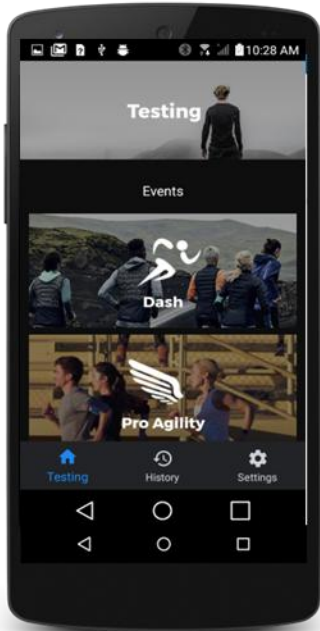 10:28 AM
Testing
Events
Dash
Pro Agility
Testing
History
Settings